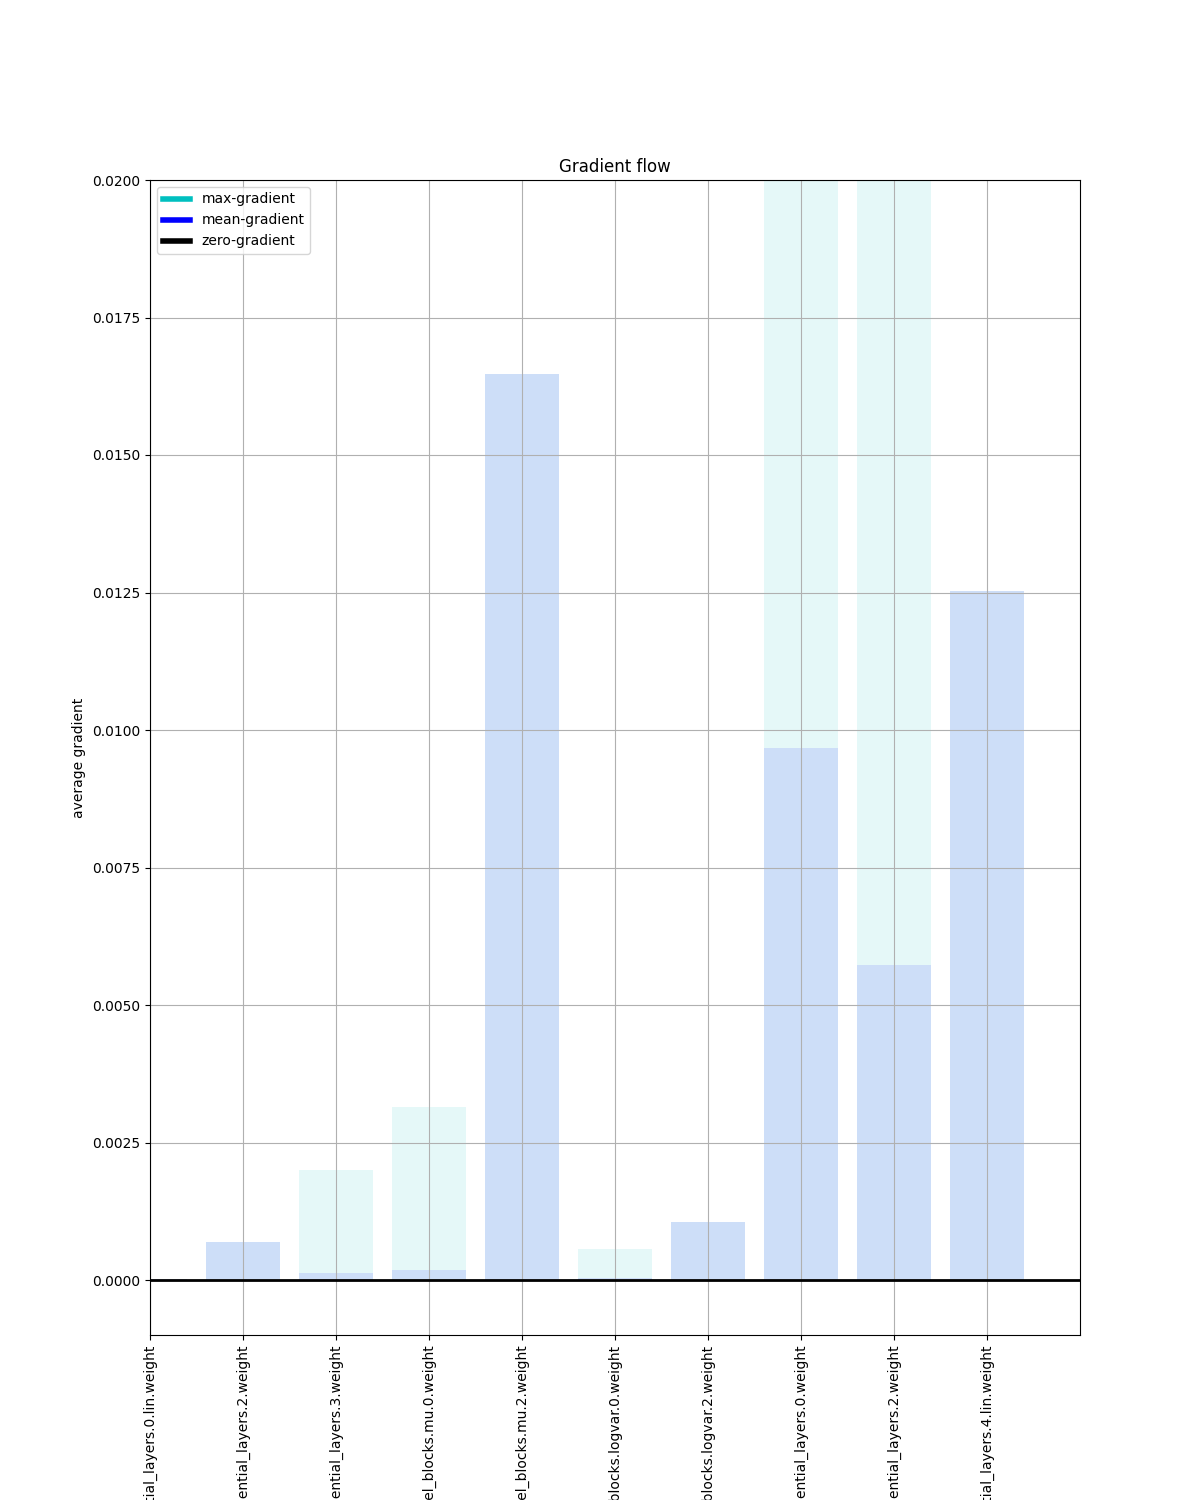 Gradient flow
max-gradient
mean-gradient
zero-gradient
0.0200
0.0175
0.0150
0.0125
0.0100
0.0075
0.0050
0.0025
0.0000
average gradient
tial_layers.0.lin.weight
ential_layers.2.weight
ential_layers.3.weight
el_blocks.mu.0.weight
el_blocks.mu.2.weight
blocks.logvar.0.weight
blocks.logvar.2.weight
ential_layers.0.weight
ential_layers.2.weight
tial_layers.4.lin.weight